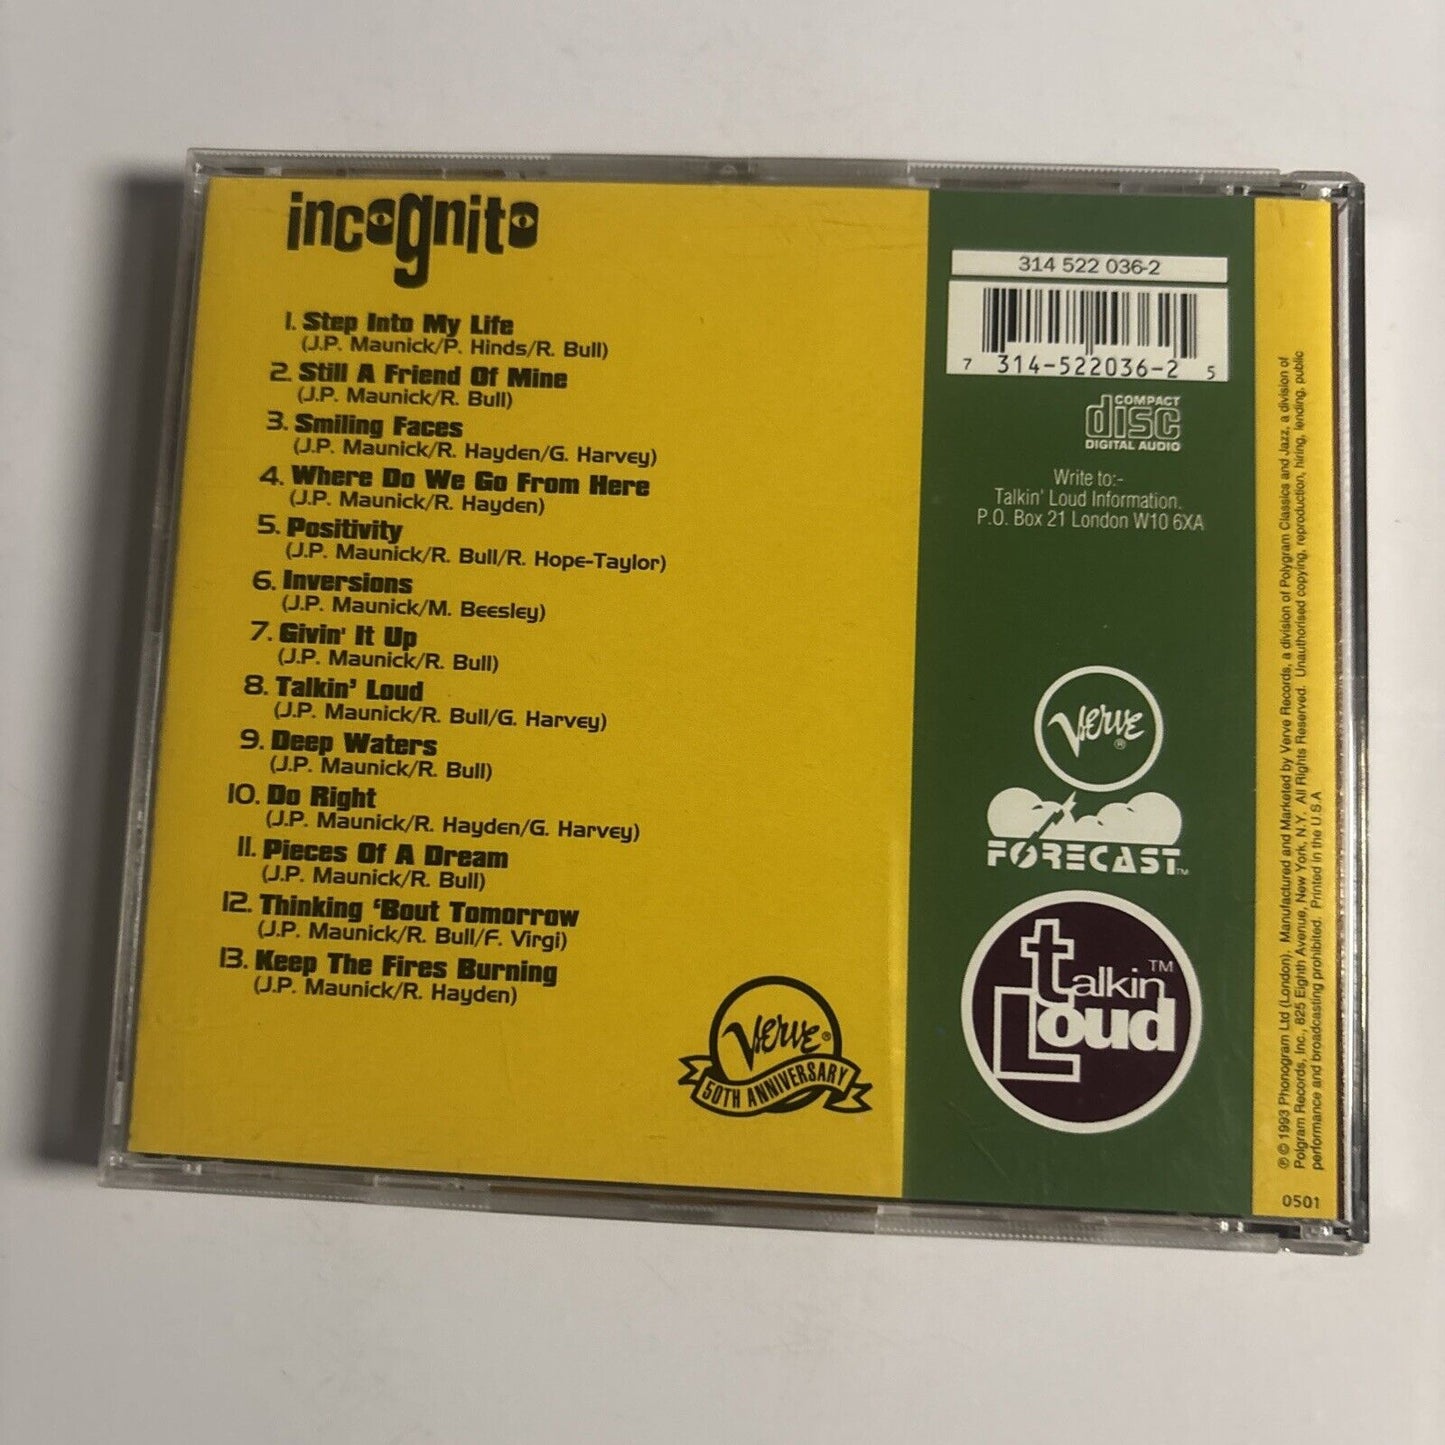 incognito
1. Step Into My Life
(J.P. Maunick/P. Hinds/R. Bull)
2. Still A Friend Of Mine
(J.P. Maunick/R. Bull)
3. Smiling Faces
(J.P. Maunick/R. Hayden/G. Harvey)
4. Where Do We Go From Here
(J.P. Maunick/R. Hayden)
5. Positivity
(J.P. Maunick/R. Bull/R. Hope-Taylor)
6. Inversions
(J.P. Maunick/M. Beesley)
7. Givin' It Up
(J.P. Maunick/R. Bull)
8. Talkin' Loud
(J.P. Maunick/R. Bull/G. Harvey)
9. Deep Waters
(J.P. Maunick/R. Bull)
10. Do Right
(J.P. Maunick/R. Hayden/G. Harvey)
11. Pieces Of A Dream
(J.P. Maunick/R. Bull)
12. Thinking ‘Bout Tomorrow
(J.P. Maunick/R. Bull/F. Virgi)
13. Keep The Fires Burning
(J.P. Maunick/R. Hayden)
Verve®
50TH ANNIVERSARY
314 522 036-2
7 314-522036-2 5
COMPACT
disc
DIGITAL AUDIO
Write to:-
Talkin' Loud Information.
P.O. Box 21 London W10 6XA
Verve
®
FORECAST™
talkin™
Loud
℗ © 1993 Phonogram Ltd (London). Manufactured and Marketed by Verve Records, a division of Polygram Classics and Jazz, a division of
Polgram Records, Inc., 825 Eighth Avenue, New York, N.Y. All Rights Reserved. Unauthorised copying, reproduction, hiring, lending, public
performance and broadcasting prohibited. Printed in the U.S.A
0501